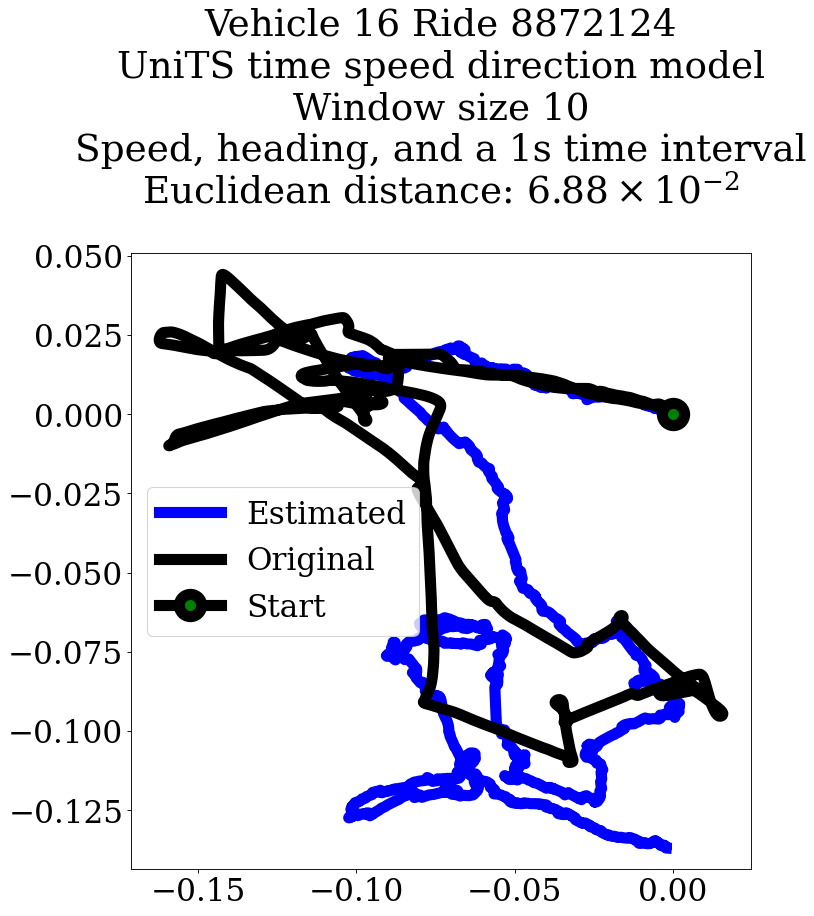 Vehicle 16 Ride 8872124
UniTS time speed direction model
Window size 10
Speed, heading, and a 1s time interval
Euclidean distance: 6.88 × 10⁻²
0.050
0.025
0.000
−0.025
−0.050
−0.075
−0.100
−0.125
Estimated
Original
Start
−0.15
−0.10
−0.05
0.00